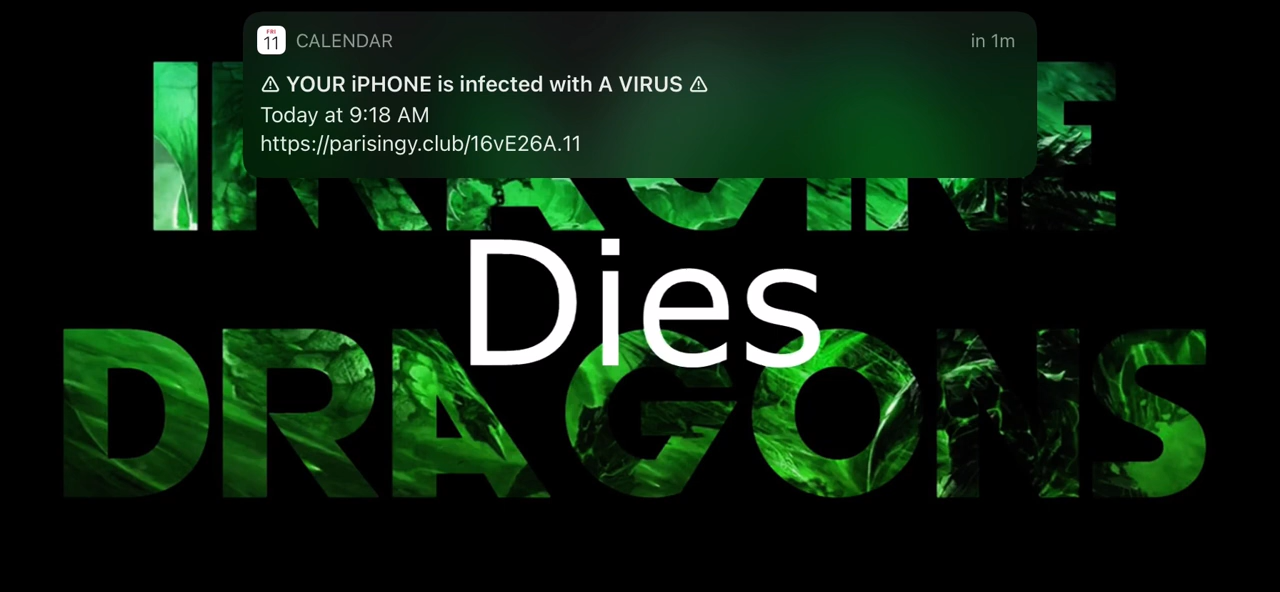 FRI
11
CALENDAR
in 1m
⚠ YOUR iPHONE is infected with A VIRUS ⚠
Today at 9:18 AM
https://parisingy.club/16vE26A.11
IMAGINE
Dies
DRAGONS